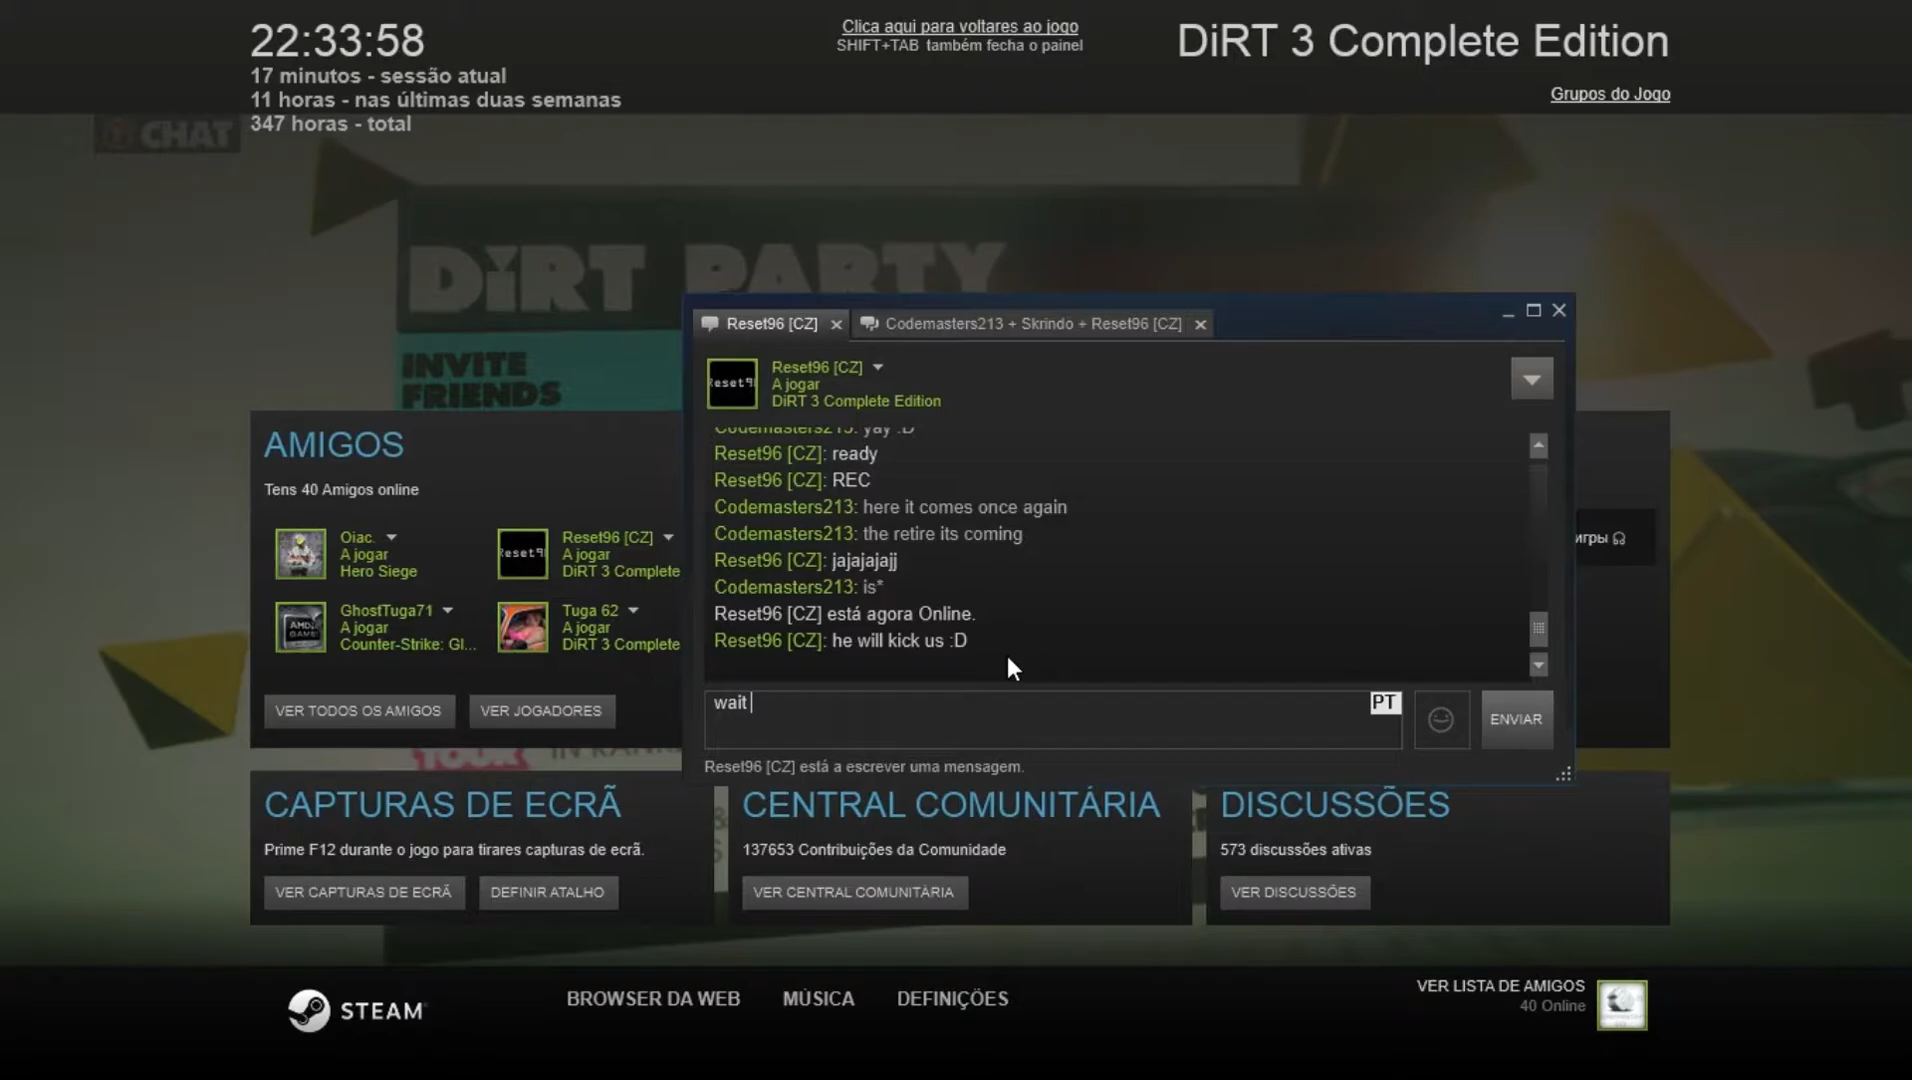 22:33:58
17 minutos - sessão atual
11 horas - nas últimas duas semanas
347 horas - total
Clica aqui para voltares ao jogo
SHIFT+TAB também fecha o painel
DiRT 3 Complete Edition
Grupos do Jogo
CHAT
DiRT PARTY
INVITE
FRIENDS
AMIGOS
Tens 40 Amigos online
Oiac.
A jogar
Hero Siege
Reset96 [CZ]
A jogar
DiRT 3 Complete
GhostTuga71
A jogar
Counter-Strike: Gl...
Tuga 62
A jogar
DiRT 3 Complete
VER TODOS OS AMIGOS
VER JOGADORES
Reset96 [CZ]
Codemasters213 + Skrindo + Reset96 [CZ]
Reset96 [CZ]
A jogar
DiRT 3 Complete Edition
Codemasters213: yay :D
Reset96 [CZ]: ready
Reset96 [CZ]: REC
Codemasters213: here it comes once again
Codemasters213: the retire its coming
Reset96 [CZ]: jajajajajj
Codemasters213: is*
Reset96 [CZ] está agora Online.
Reset96 [CZ]: he will kick us :D
wait
PT
ENVIAR
Reset96 [CZ] está a escrever uma mensagem.
игры
CAPTURAS DE ECRÃ
Prime F12 durante o jogo para tirares capturas de ecrã.
VER CAPTURAS DE ECRÃ
DEFINIR ATALHO
CENTRAL COMUNITÁRIA
137653 Contribuições da Comunidade
VER CENTRAL COMUNITÁRIA
DISCUSSÕES
573 discussões ativas
VER DISCUSSÕES
STEAM
BROWSER DA WEB
MÚSICA
DEFINIÇÕES
VER LISTA DE AMIGOS
40 Online